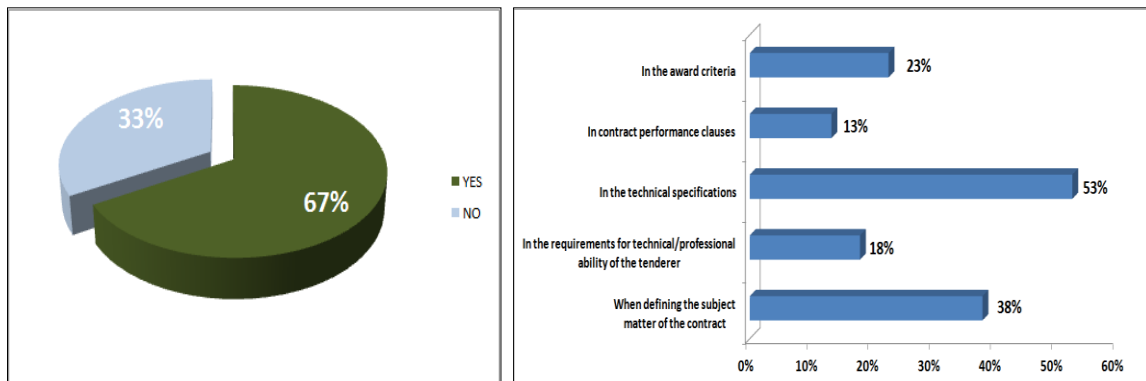 33%
67%
YES
NO
In the award criteria
23%
In contract performance clauses
13%
In the technical specifications
53%
In the requirements for technical/professional
ability of the tenderer
18%
When defining the subject
matter of the contract
38%
0% 10% 20% 30% 40% 50% 60%